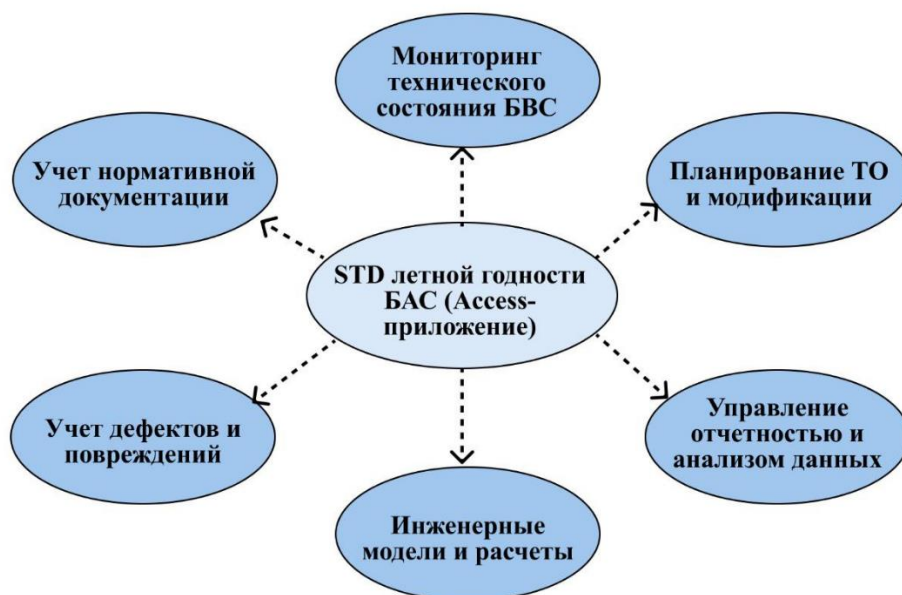 Мониторинг
технического
состояния БВС
Учет нормативной
документации
Планирование ТО
и модификации
STD летной годности
БАС (Access-
приложение)
Учет дефектов и
повреждений
Управление
отчетностью и
анализом данных
Инженерные
модели и расчеты